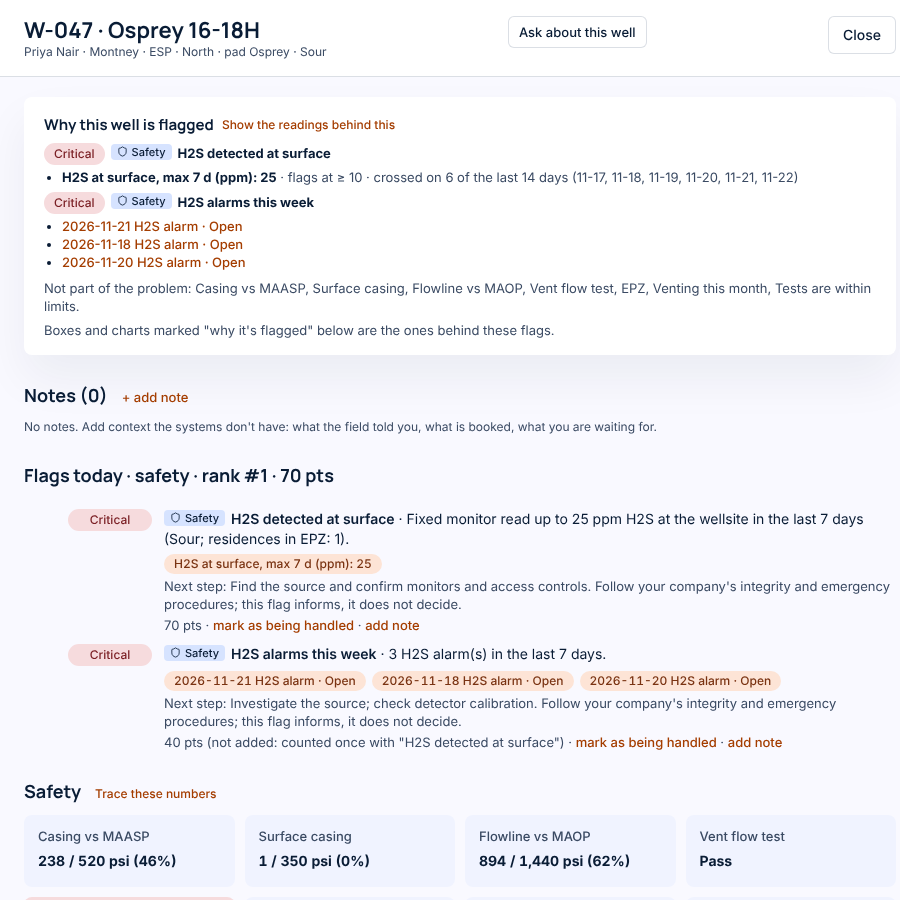 W-047 · Osprey 16-18H
Priya Nair · Montney · ESP · North · pad Osprey · Sour
Ask about this well
Close
Why this well is flagged Show the readings behind this
Critical Safety H2S detected at surface
• H2S at surface, max 7 d (ppm): 25 · flags at ≥ 10 · crossed on 6 of the last 14 days (11-17, 11-18, 11-19, 11-20, 11-21, 11-22)
Critical Safety H2S alarms this week
• 2026-11-21 H2S alarm · Open
• 2026-11-18 H2S alarm · Open
• 2026-11-20 H2S alarm · Open
Not part of the problem: Casing vs MAASP, Surface casing, Flowline vs MAOP, Vent flow test, EPZ, Venting this month, Tests are within
limits.
Boxes and charts marked "why it's flagged" below are the ones behind these flags.
Notes (0) + add note
No notes. Add context the systems don't have: what the field told you, what is booked, what you are waiting for.
Flags today · safety · rank #1 · 70 pts
Critical Safety H2S detected at surface · Fixed monitor read up to 25 ppm H2S at the wellsite in the last 7 days
(Sour; residences in EPZ: 1).
H2S at surface, max 7 d (ppm): 25
Next step: Find the source and confirm monitors and access controls. Follow your company's integrity and emergency
procedures; this flag informs, it does not decide.
70 pts · mark as being handled · add note
Critical Safety H2S alarms this week · 3 H2S alarm(s) in the last 7 days.
2026-11-21 H2S alarm · Open 2026-11-18 H2S alarm · Open 2026-11-20 H2S alarm · Open
Next step: Investigate the source; check detector calibration. Follow your company's integrity and emergency
procedures; this flag informs, it does not decide.
40 pts (not added: counted once with "H2S detected at surface") · mark as being handled · add note
Safety Trace these numbers
Casing vs MAASP
238 / 520 psi (46%)
Surface casing
1 / 350 psi (0%)
Flowline vs MAOP
894 / 1,440 psi (62%)
Vent flow test
Pass